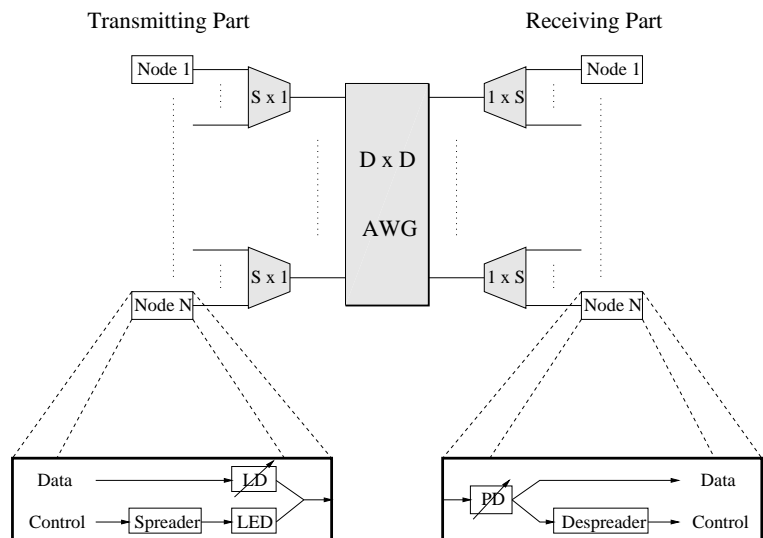 Transmitting Part
Receiving Part
Node 1
S x 1
1 x S
Node 1
D x D
AWG
S x 1
1 x S
Node N
Node N
Data
LD
Control
Spreader
LED
PD
Data
Despreader
Control